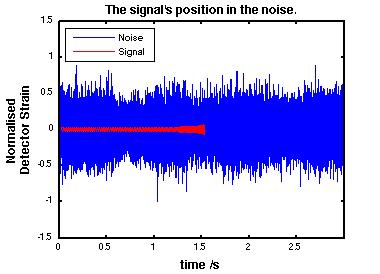 The signal's position in the noise.
Noise
Signal
Normalised
Detector Strain
1.5
1
0.5
0
-0.5
-1
-1.5
0
0.5
1
1.5
2
2.5
time /s